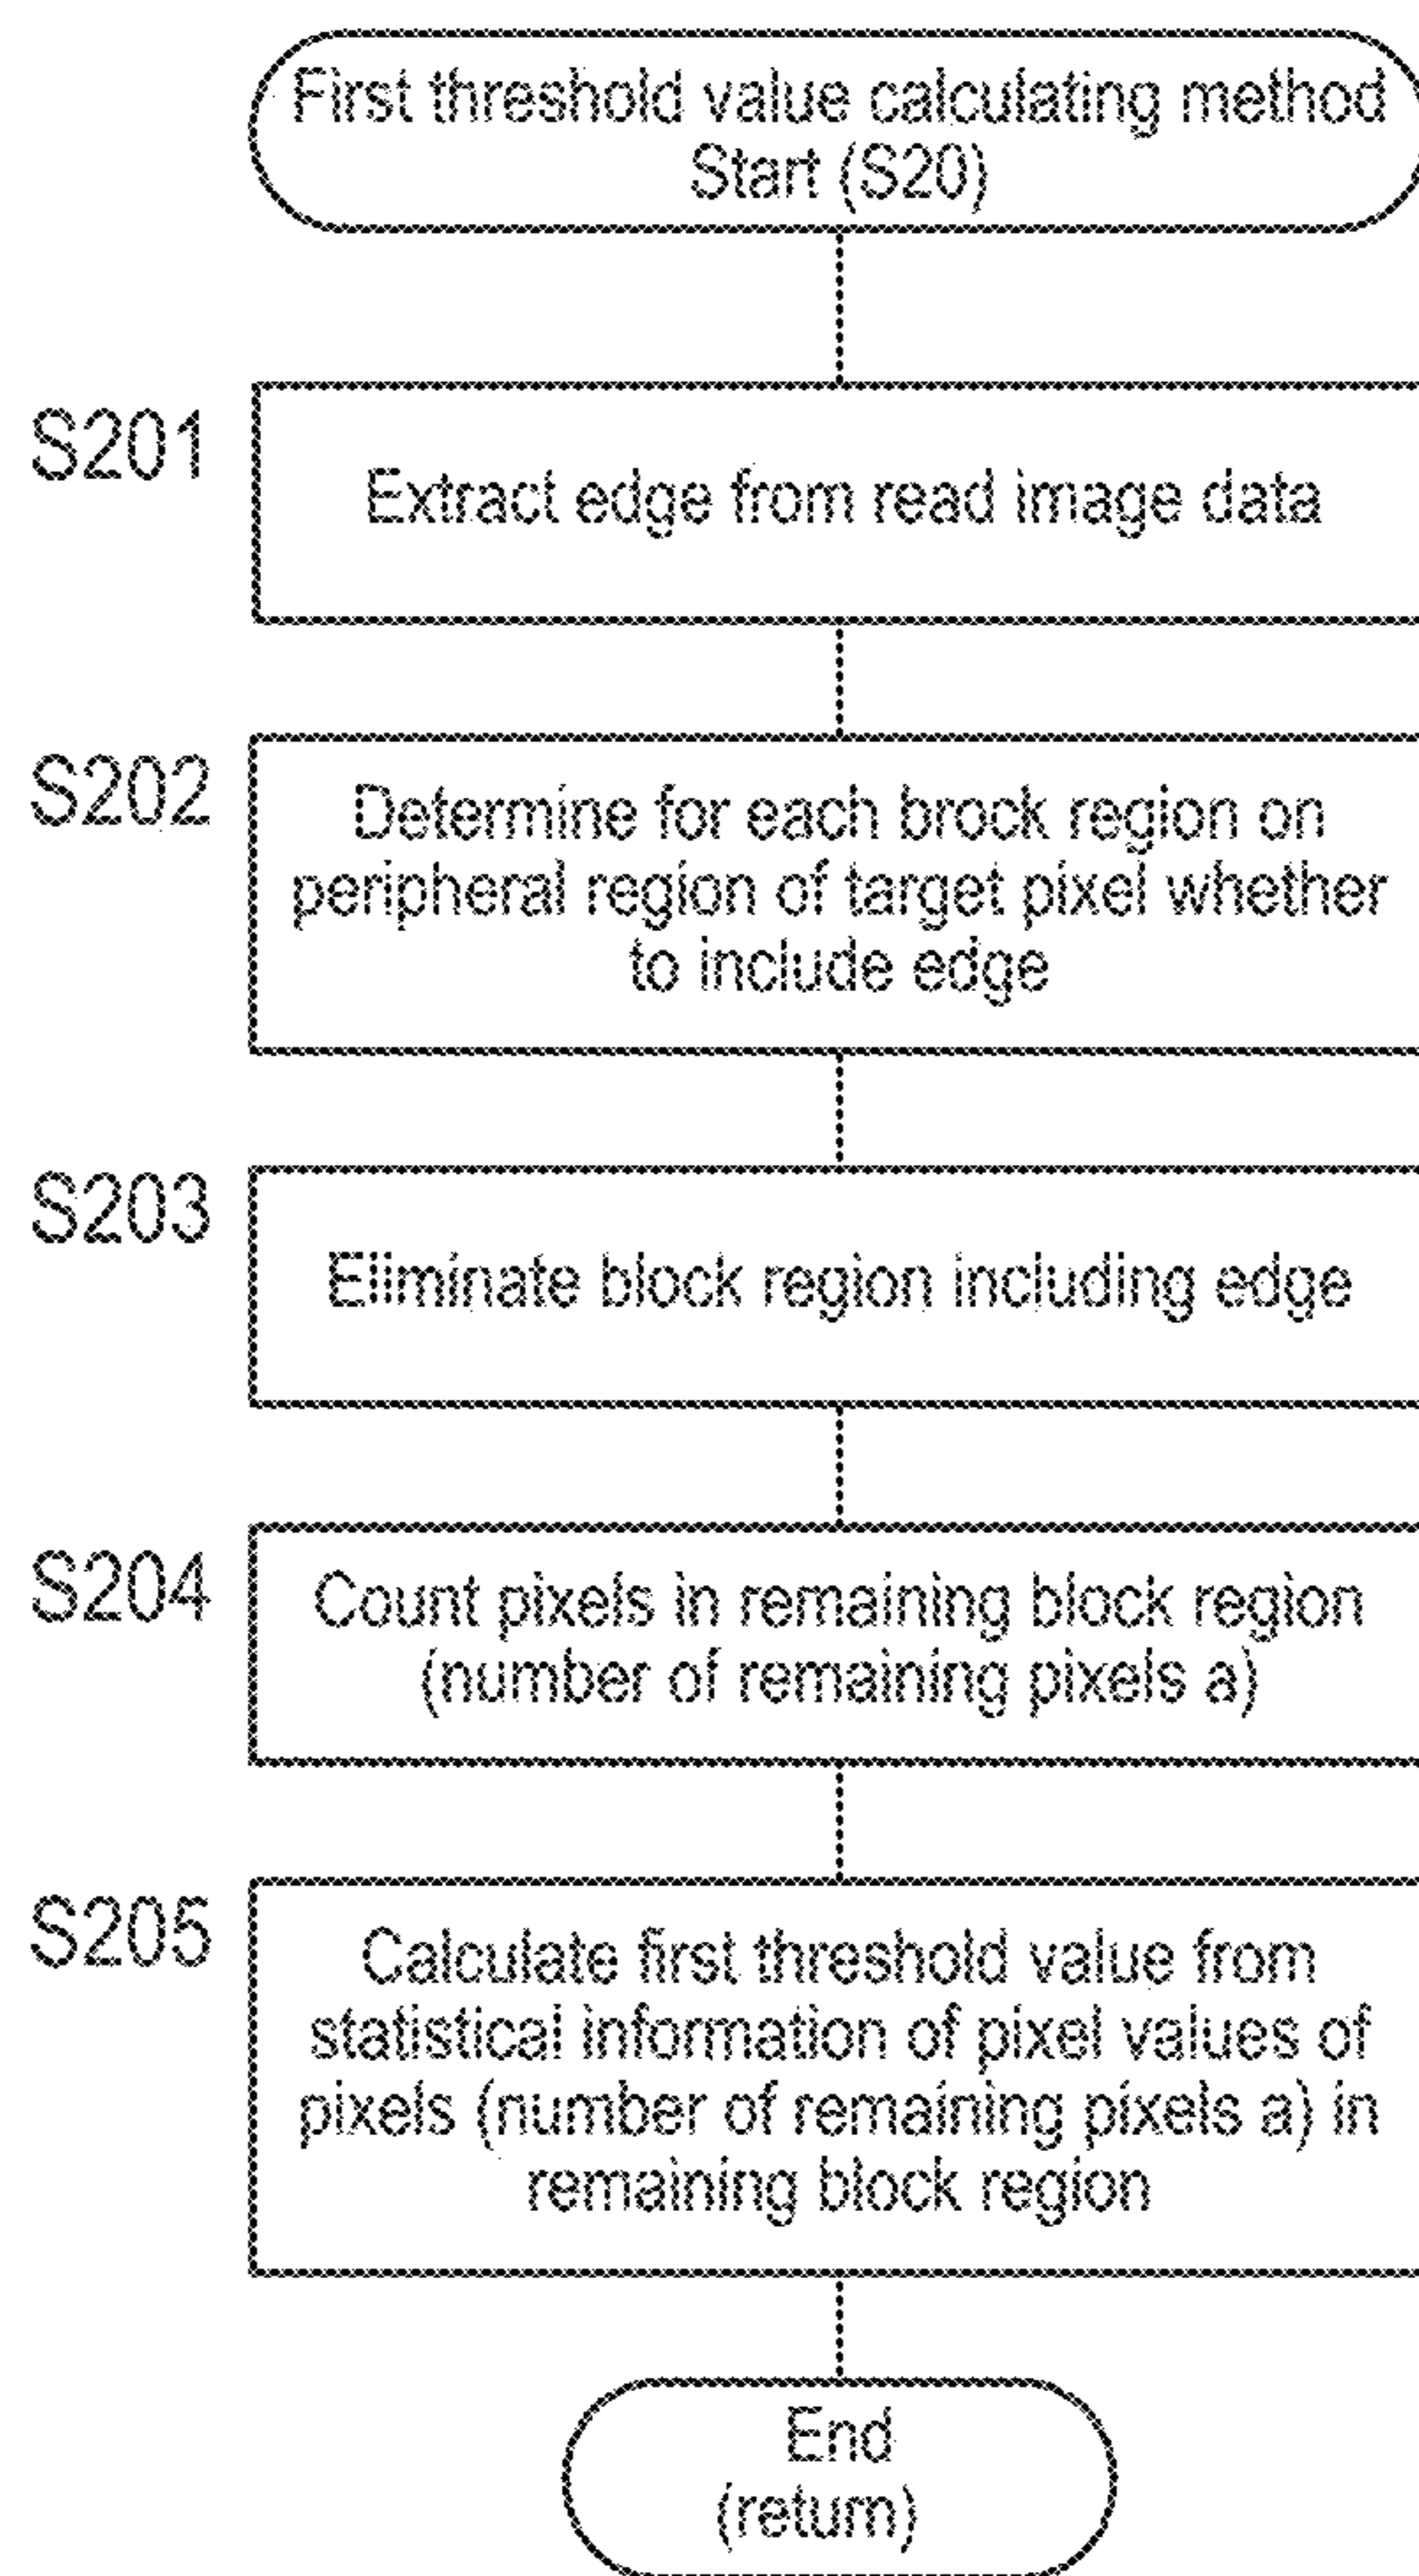 First threshold value calculating method
Start (S20)
S201
Extract edge from read image data
S202
Determine for each brock region on
peripheral region of target pixel whether
to include edge
S203
Eliminate block region including edge
S204
Count pixels in remaining block region
(number of remaining pixels a)
S205
Calculate first threshold value from
statistical information of pixel values of
pixels (number of remaining pixels a) in
remaining block region
End
(return)